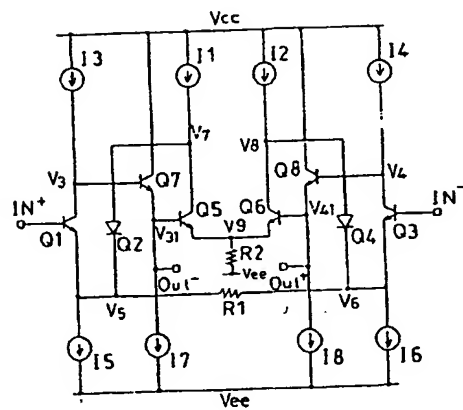 Vcc
I3
I1
I2
I4
V7
V8
V3
Q7
Q8
V4
IN+
IN-
Q5
V9
Q6
Q1
Q2
V31
V41
Q4
Q3
R2
Vee
Out-
Out+
V5
R1
V6
I5
I7
I8
I6
Vee